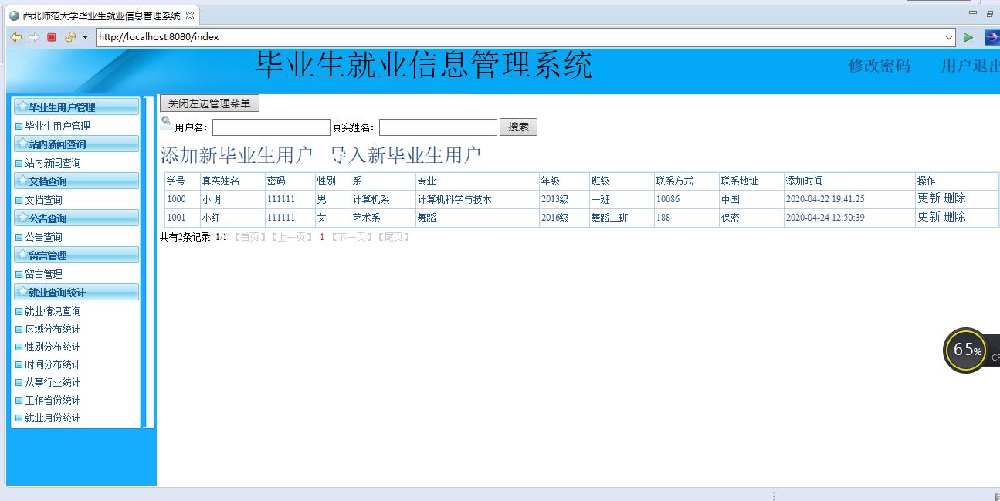 西北师范大学毕业生就业信息管理系统
http://localhost:8080/index
毕业生就业信息管理系统
修改密码 用户退出
毕业生用户管理
毕业生用户管理
站内新闻查询
站内新闻查询
文档查询
文档查询
公告查询
公告查询
留言管理
留言管理
就业查询统计
就业情况查询
区域分布统计
性别分布统计
时间分布统计
从事行业统计
工作省份统计
就业月份统计
关闭左边管理菜单
用户名: 真实姓名: 搜索
添加新毕业生用户 导入新毕业生用户
学号 真实姓名 密码 性别 系 专业 年级 班级 联系方式 联系地址 添加时间 操作
1000 小明 111111 男 计算机系 计算机科学与技术 2013级 一班 10086 中国 2020-04-22 19:41:25 更新 删除
1001 小红 111111 女 艺术系 舞蹈 2016级 舞蹈二班 188 保密 2020-04-24 12:50:39 更新 删除
共有2条记录 1/1 【首页】【上一页】 1 【下一页】【尾页】
65%